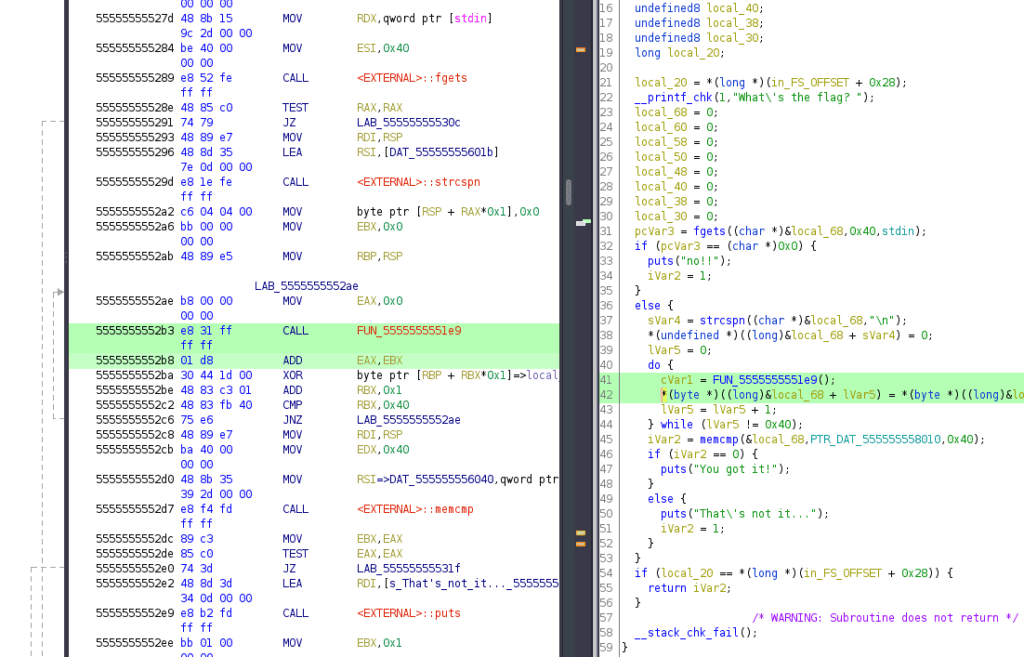 00 00 00
55555555527d 48 8b 15 MOV RDX,qword ptr [stdin]
9c 2d 00 00
555555555284 be 40 00 MOV ESI,0x40
00 00
555555555289 e8 52 fe CALL <EXTERNAL>::fgets
ff ff
55555555528e 48 85 c0 TEST RAX,RAX
555555555291 74 79 JZ LAB_55555555530c
555555555293 48 89 e7 MOV RDI,RSP
555555555296 48 8d 35 LEA RSI,[DAT_55555555601b]
7e 0d 00 00
55555555529d e8 1e fe CALL <EXTERNAL>::strcspn
ff ff
5555555552a2 c6 04 04 00 MOV byte ptr [RSP + RAX*0x1],0x0
5555555552a6 bb 00 00 MOV EBX,0x0
00 00
5555555552ab 48 89 e5 MOV RBP,RSP
LAB_5555555552ae
5555555552ae b8 00 00 MOV EAX,0x0
00 00
5555555552b3 e8 31 ff CALL FUN_5555555551e9
ff ff
5555555552b8 01 d8 ADD EAX,EBX
5555555552ba 30 44 1d 00 XOR byte ptr [RBP + RBX*0x1]=>local_
5555555552be 48 83 c3 01 ADD RBX,0x1
5555555552c2 48 83 fb 40 CMP RBX,0x40
5555555552c6 75 e6 JNZ LAB_5555555552ae
5555555552c8 48 89 e7 MOV RDI,RSP
5555555552cb ba 40 00 MOV EDX,0x40
00 00
5555555552d0 48 8b 35 MOV RSI=>DAT_555555556040,qword ptr
39 2d 00 00
5555555552d7 e8 f4 fd CALL <EXTERNAL>::memcmp
ff ff
5555555552dc 89 c3 MOV EBX,EAX
5555555552de 85 c0 TEST EAX,EAX
5555555552e0 74 3d JZ LAB_55555555531f
5555555552e2 48 8d 3d LEA RDI,[s_That's_not_it..._5555555
34 0d 00 00
5555555552e9 e8 b2 fd CALL <EXTERNAL>::puts
ff ff
5555555552ee bb 01 00 MOV EBX,0x1
00 00
16 undefined8 local_40;
17 undefined8 local_38;
18 undefined8 local_30;
19 long local_20;
20
21 local_20 = *(long *)(in_FS_OFFSET + 0x28);
22 __printf_chk(1,"What\'s the flag? ");
23 local_68 = 0;
24 local_60 = 0;
25 local_58 = 0;
26 local_50 = 0;
27 local_48 = 0;
28 local_40 = 0;
29 local_38 = 0;
30 local_30 = 0;
31 pcVar3 = fgets((char *)&local_68,0x40,stdin);
32 if (pcVar3 == (char *)0x0) {
33 puts("no!!");
34 iVar2 = 1;
35 }
36 else {
37 sVar4 = strcspn((char *)&local_68,"\n");
38 *(undefined *)((long)&local_68 + sVar4) = 0;
39 lVar5 = 0;
40 do {
41 cVar1 = FUN_5555555551e9();
42 *(byte *)((long)&local_68 + lVar5) = *(byte *)((long)&lo
43 lVar5 = lVar5 + 1;
44 } while (lVar5 != 0x40);
45 iVar2 = memcmp(&local_68,PTR_DAT_555555558010,0x40);
46 if (iVar2 == 0) {
47 puts("You got it!");
48 }
49 else {
50 puts("That\'s not it...");
51 iVar2 = 1;
52 }
53 }
54 if (local_20 == *(long *)(in_FS_OFFSET + 0x28)) {
55 return iVar2;
56 }
57 /* WARNING: Subroutine does not return */
58 __stack_chk_fail();
59 }